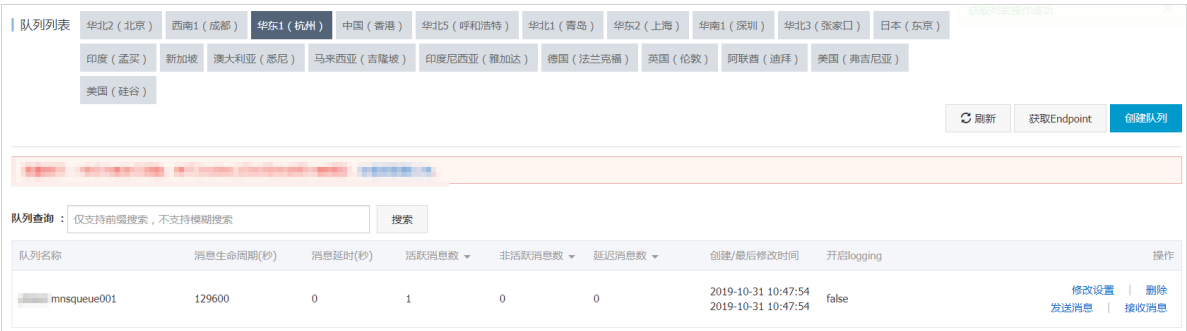 获取列表操作成功
队列列表 华北2（北京） 西南1（成都） 华东1（杭州） 中国（香港） 华北5（呼和浩特） 华北1（青岛） 华东2（上海） 华南1（深圳） 华北3（张家口） 日本（东京）
印度（孟买） 新加坡 澳大利亚（悉尼） 马来西亚（吉隆坡） 印度尼西亚（雅加达） 德国（法兰克福） 英国（伦敦） 阿联酋（迪拜） 美国（弗吉尼亚）
美国（硅谷）
刷新 获取Endpoint 创建队列
队列查询 ： 仅支持前缀搜索，不支持模糊搜索 搜索
队列名称 消息生命周期(秒) 消息延时(秒) 活跃消息数 非活跃消息数 延迟消息数 创建/最后修改时间 开启logging 操作
mnsqueue001 129600 0 1 0 0 2019-10-31 10:47:54 false 修改设置 | 删除
2019-10-31 10:47:54 发送消息 | 接收消息